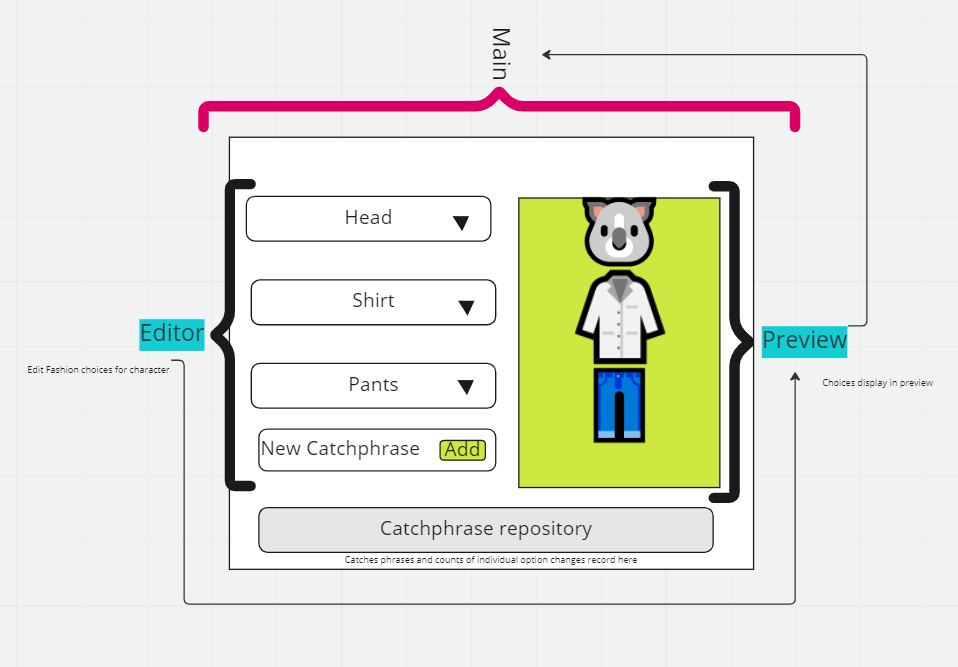 Main
Head
Shirt
Editor
Preview
Edit Fashion choices for character
Choices display in preview
Pants
New Catchphrase Add
Catchphrase repository
Catches phrases and counts of individual option changes record here